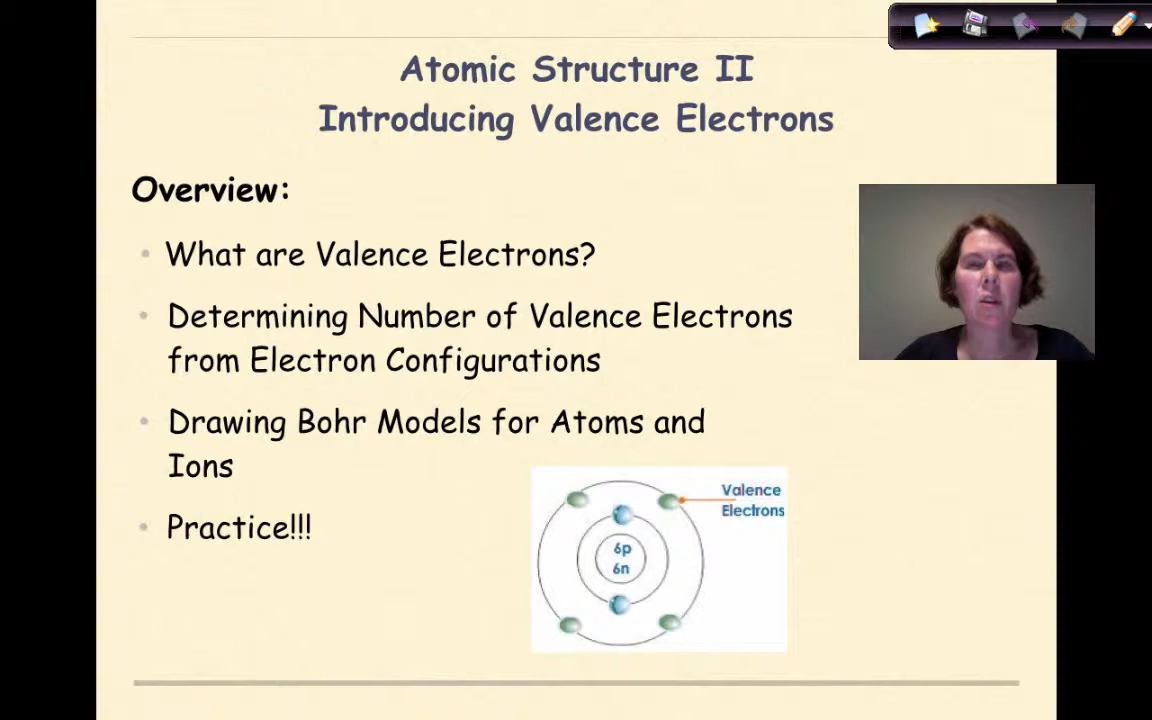 Atomic Structure II
Introducing Valence Electrons
Overview:
• What are Valence Electrons?
• Determining Number of Valence Electrons
from Electron Configurations
• Drawing Bohr Models for Atoms and
Ions
• Practice!!!
Valence
Electrons
6p
6n